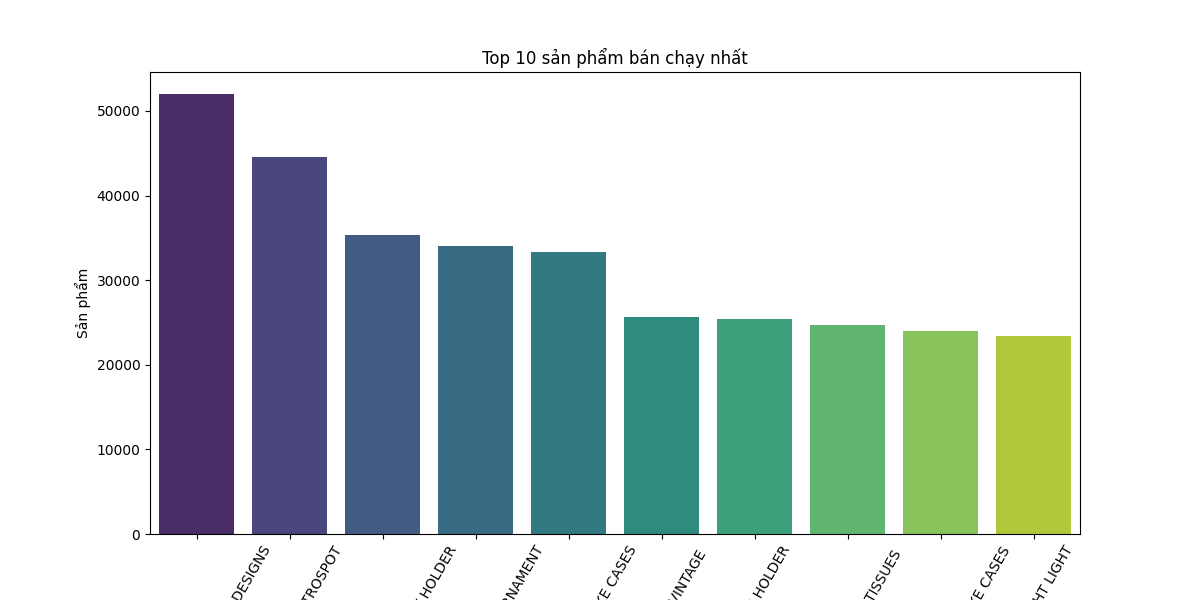 Top 10 sản phẩm bán chạy nhất
50000
40000
30000
20000
10000
0
Sản phẩm
DESIGNS
TROSPOT
HOLDER
NAMENT
CASES
VINTAGE
HOLDER
TISSUES
CASES
HT LIGHT